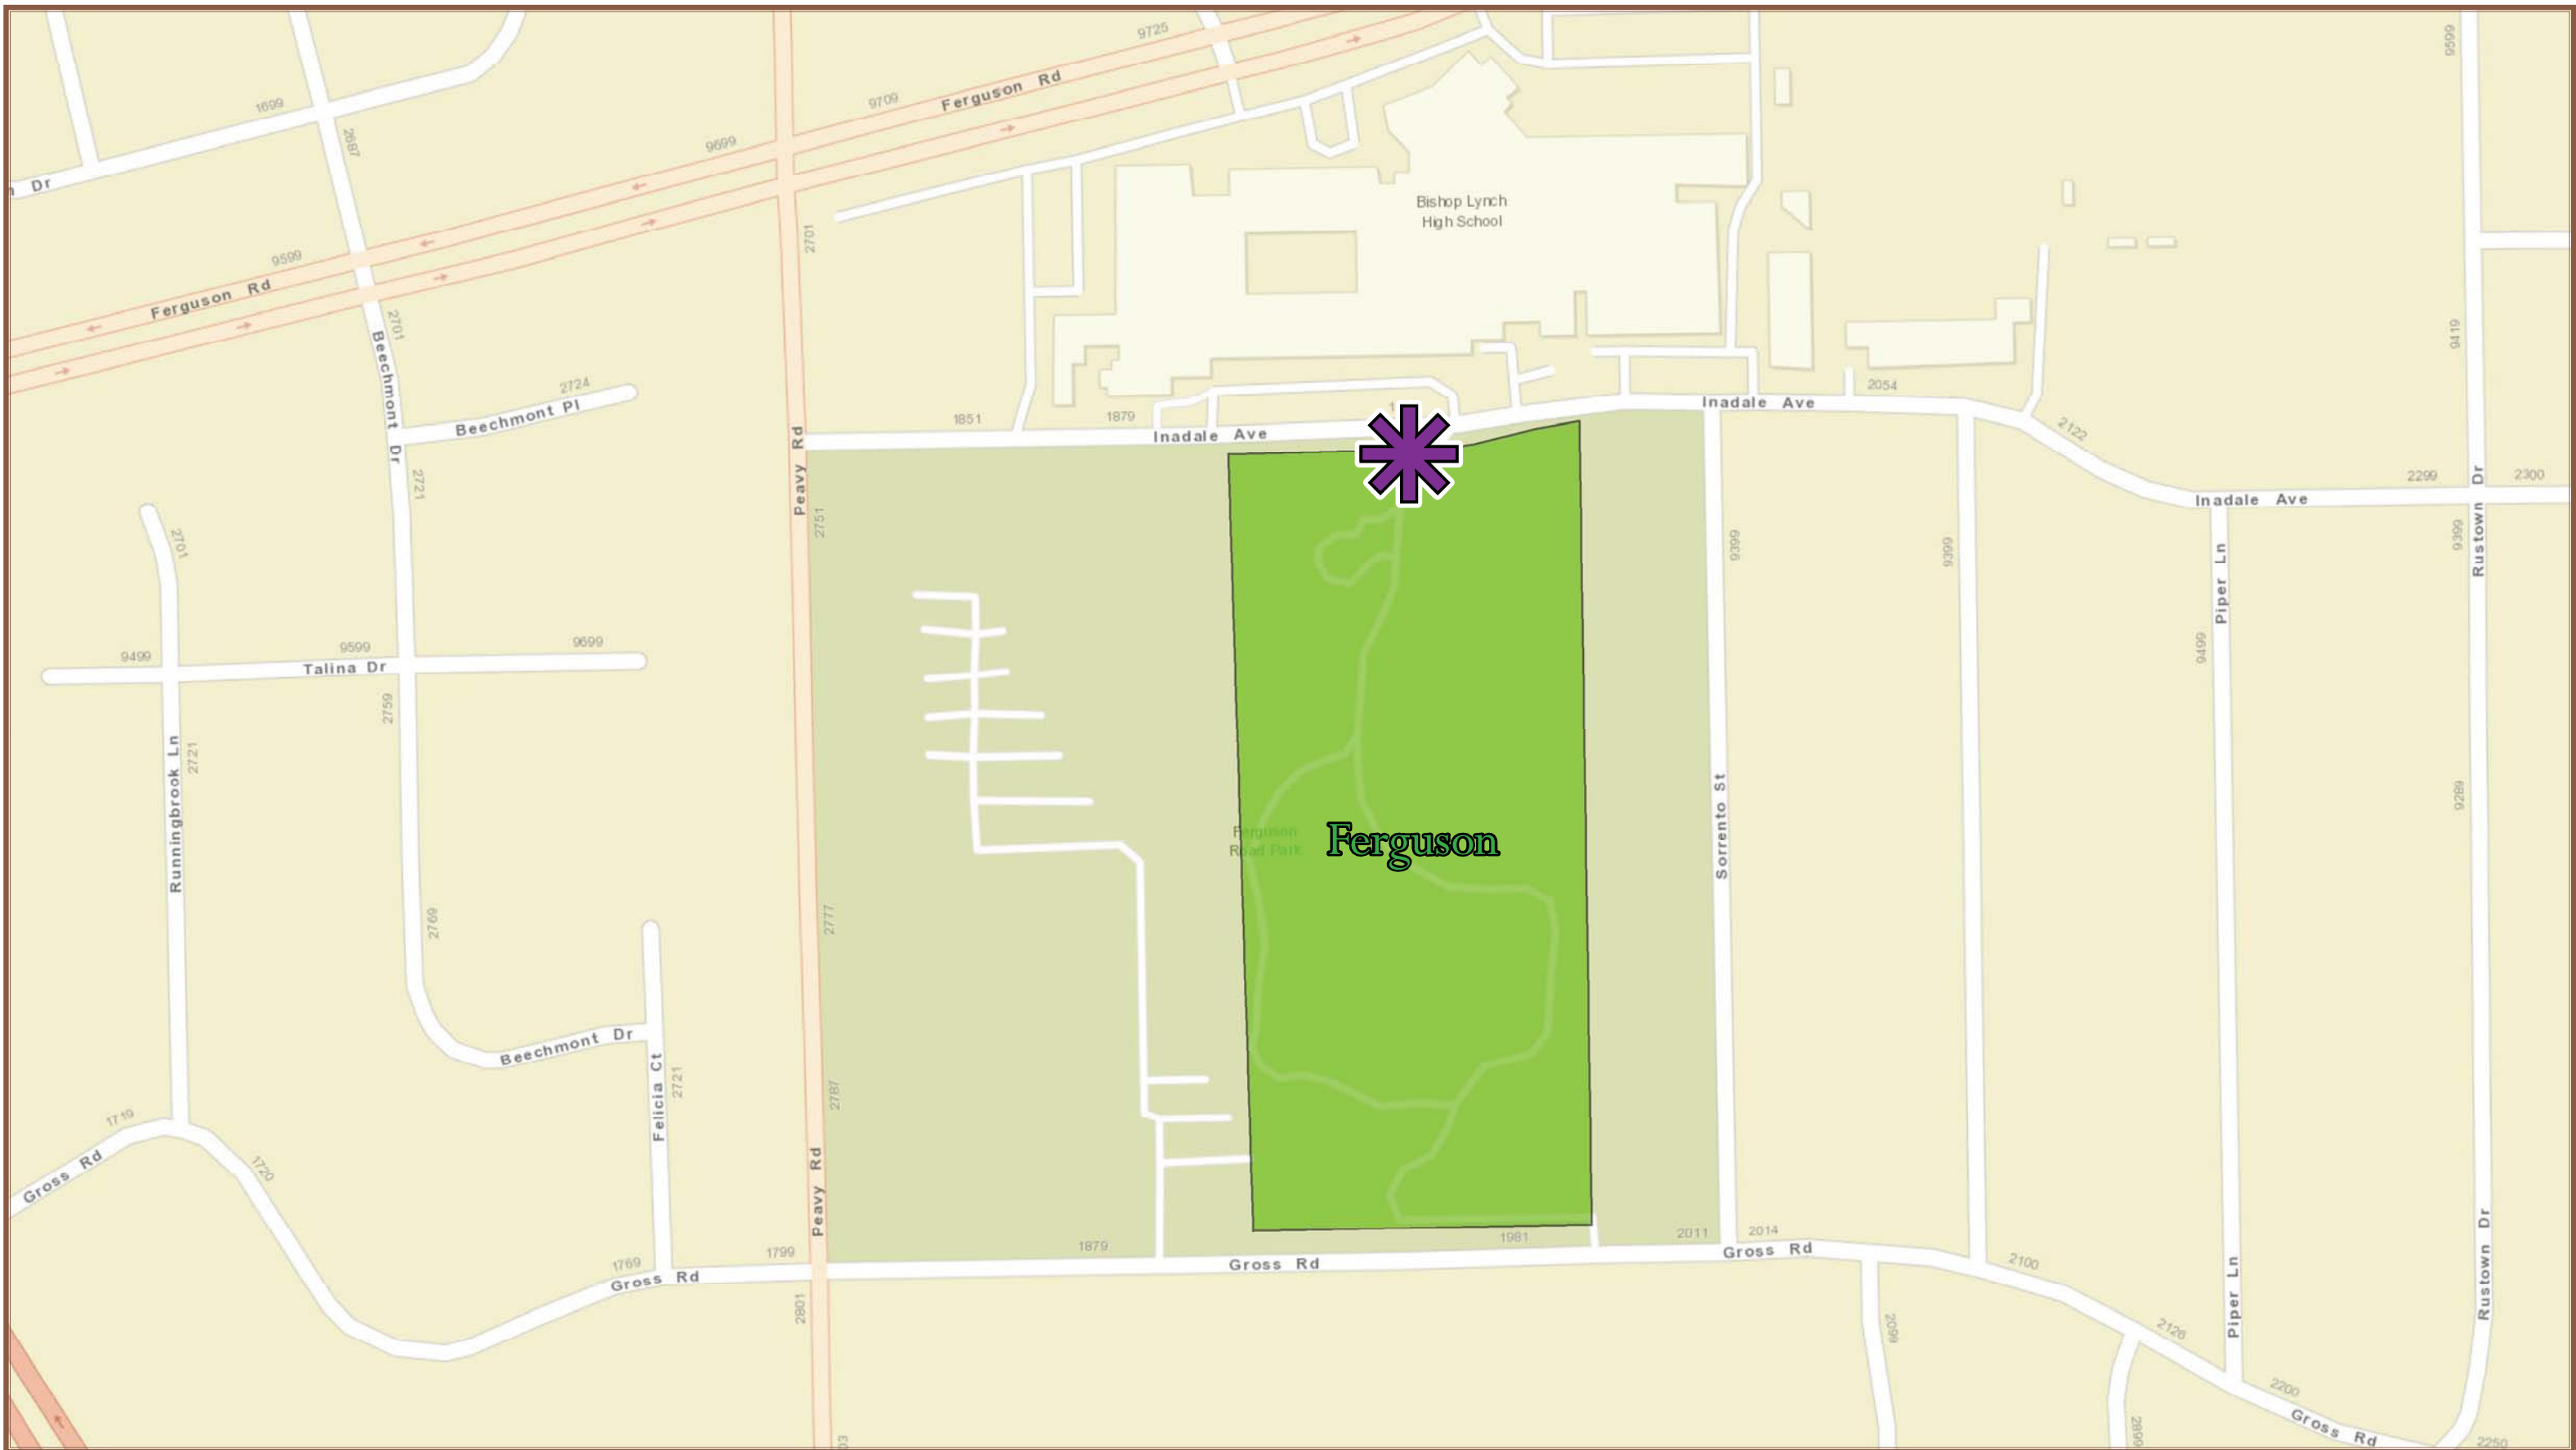 9725
9599
1699
9709
Ferguson Rd
2687
9699
n Dr
Bishop Lynch
High School
2701
9599
Ferguson Rd
2701
9419
Beechmont Dr
2724
Beechmont Pl
2054
Inadale Ave
1851
1879
Inadale Ave
2122
Peavy Rd
2721
2299
Rustown Dr
2300
Inadale Ave
2701
2751
9399
9399
9399
Piper Ln
9499
9599
9699
9499
Talina Dr
2759
Runningbrook Ln
2721
Sorrento St
9289
Ferguson
Road Park
Ferguson
2769
2777
Beechmont Dr
Felicia Ct
2721
2787
1719
Gross Rd
1720
Peavy Rd
1799
1879
1981
2011
2014
Gross Rd
Gross Rd
1769
Gross Rd
2100
Piper Ln
Rustown Dr
2801
2099
2126
2200
Gross Rd
2899
2250
03